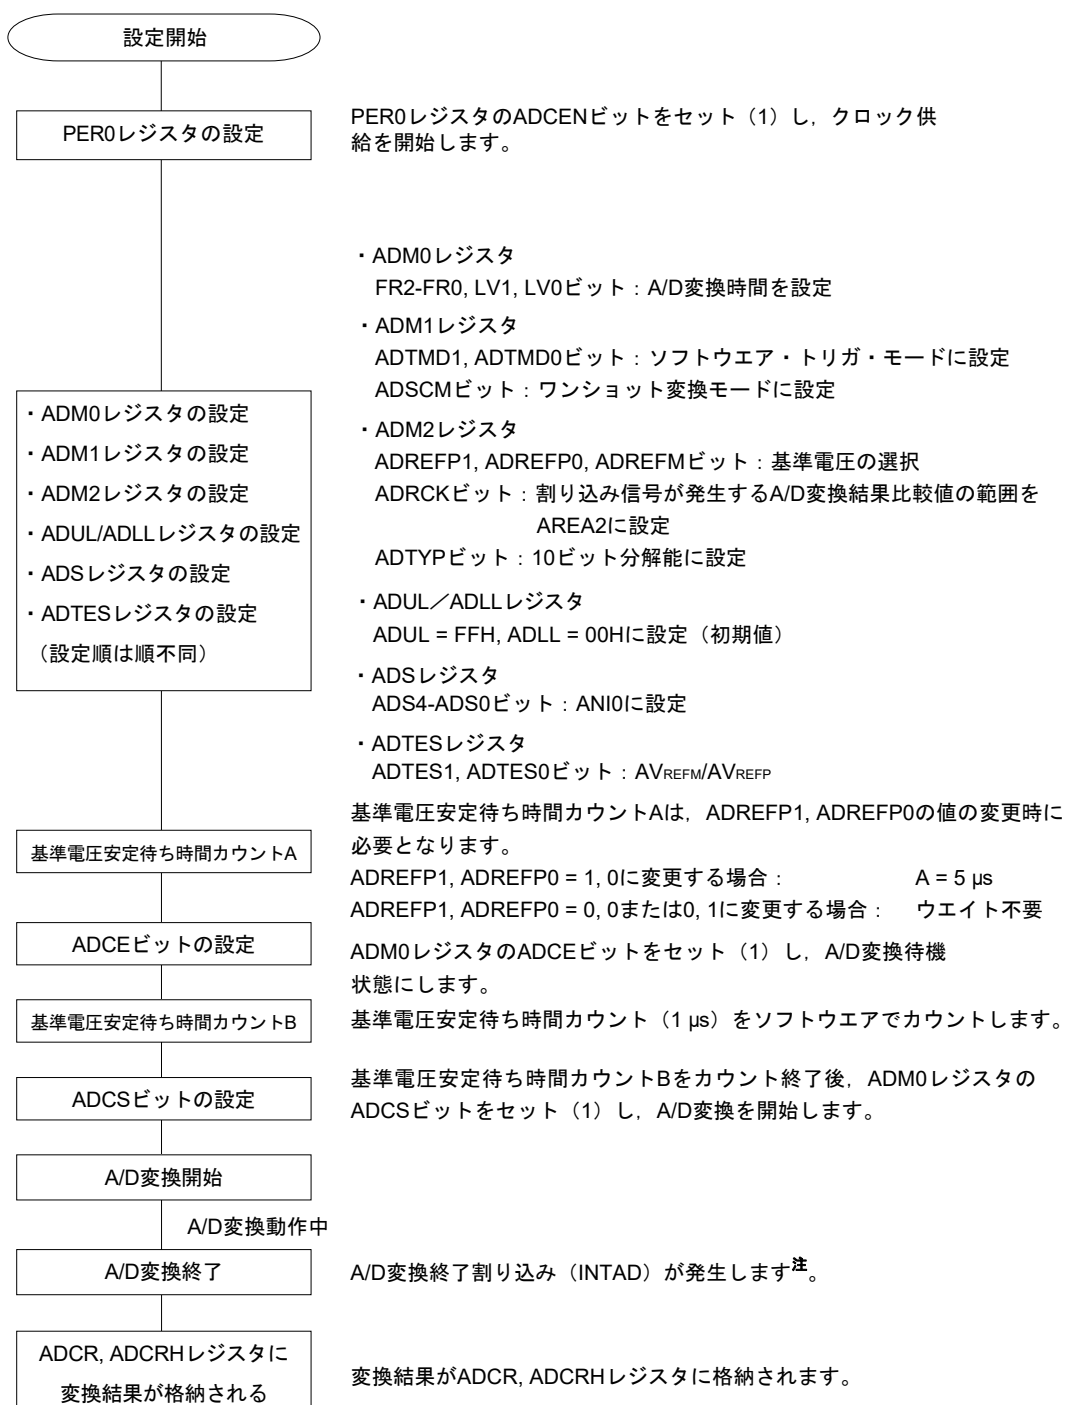 設定開始
PER0レジスタの設定
PER0レジスタのADCENビットをセット（1）し，クロック供
給を開始します。
・ADM0レジスタの設定
・ADM1レジスタの設定
・ADM2レジスタの設定
・ADUL/ADLLレジスタの設定
・ADSレジスタの設定
・ADTESレジスタの設定
（設定順は順不同）
・ADM0レジスタ
FR2-FR0, LV1, LV0ビット：A/D変換時間を設定
・ADM1レジスタ
ADTMD1, ADTMD0ビット：ソフトウエア・トリガ・モードに設定
ADSCMビット：ワンショット変換モードに設定
・ADM2レジスタ
ADREFP1, ADREFP0, ADREFMビット：基準電圧の選択
ADRCKビット：割り込み信号が発生するA/D変換結果比較値の範囲を
AREA2に設定
ADTYPビット：10ビット分解能に設定
・ADUL／ADLLレジスタ
ADUL = FFH, ADLL = 00Hに設定（初期値）
・ADSレジスタ
ADS4-ADS0ビット：ANI0に設定
・ADTESレジスタ
ADTES1, ADTES0ビット：AVREFM/AVREFP
基準電圧安定待ち時間カウントA
基準電圧安定待ち時間カウントAは，ADREFP1, ADREFP0の値の変更時に
必要となります。
ADREFP1, ADREFP0 = 1, 0に変更する場合： A = 5 µs
ADREFP1, ADREFP0 = 0, 0または0, 1に変更する場合： ウエイト不要
ADCEビットの設定
ADM0レジスタのADCEビットをセット（1）し，A/D変換待機
状態にします。
基準電圧安定待ち時間カウントB
基準電圧安定待ち時間カウント（1 µs）をソフトウエアでカウントします。
ADCSビットの設定
基準電圧安定待ち時間カウントBをカウント終了後，ADM0レジスタの
ADCSビットをセット（1）し，A/D変換を開始します。
A/D変換開始
A/D変換動作中
A/D変換終了
A/D変換終了割り込み（INTAD）が発生します注。
ADCR, ADCRHレジスタに
変換結果が格納される
変換結果がADCR, ADCRHレジスタに格納されます。